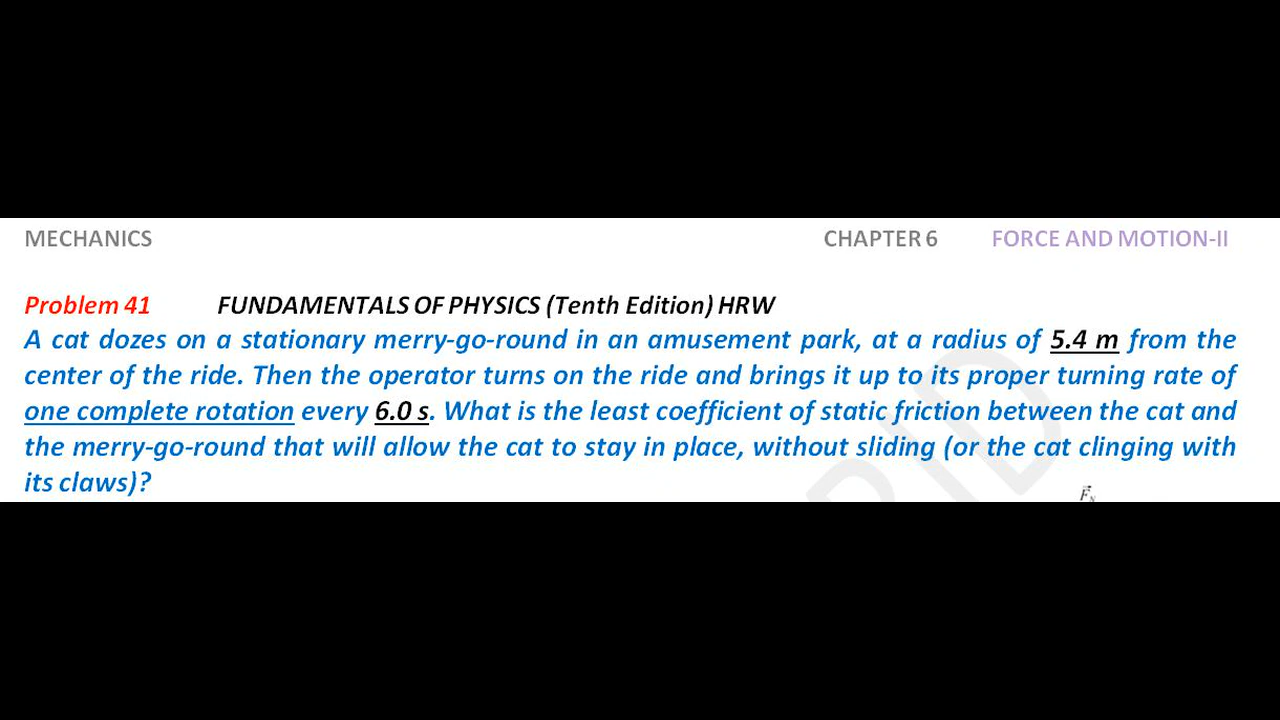 MECHANICS CHAPTER 6 FORCE AND MOTION-II
Problem 41 FUNDAMENTALS OF PHYSICS (Tenth Edition) HRW
A cat dozes on a stationary merry-go-round in an amusement park, at a radius of 5.4 m from the
center of the ride. Then the operator turns on the ride and brings it up to its proper turning rate of
one complete rotation every 6.0 s. What is the least coefficient of static friction between the cat and
the merry-go-round that will allow the cat to stay in place, without sliding (or the cat clinging with
its claws)?